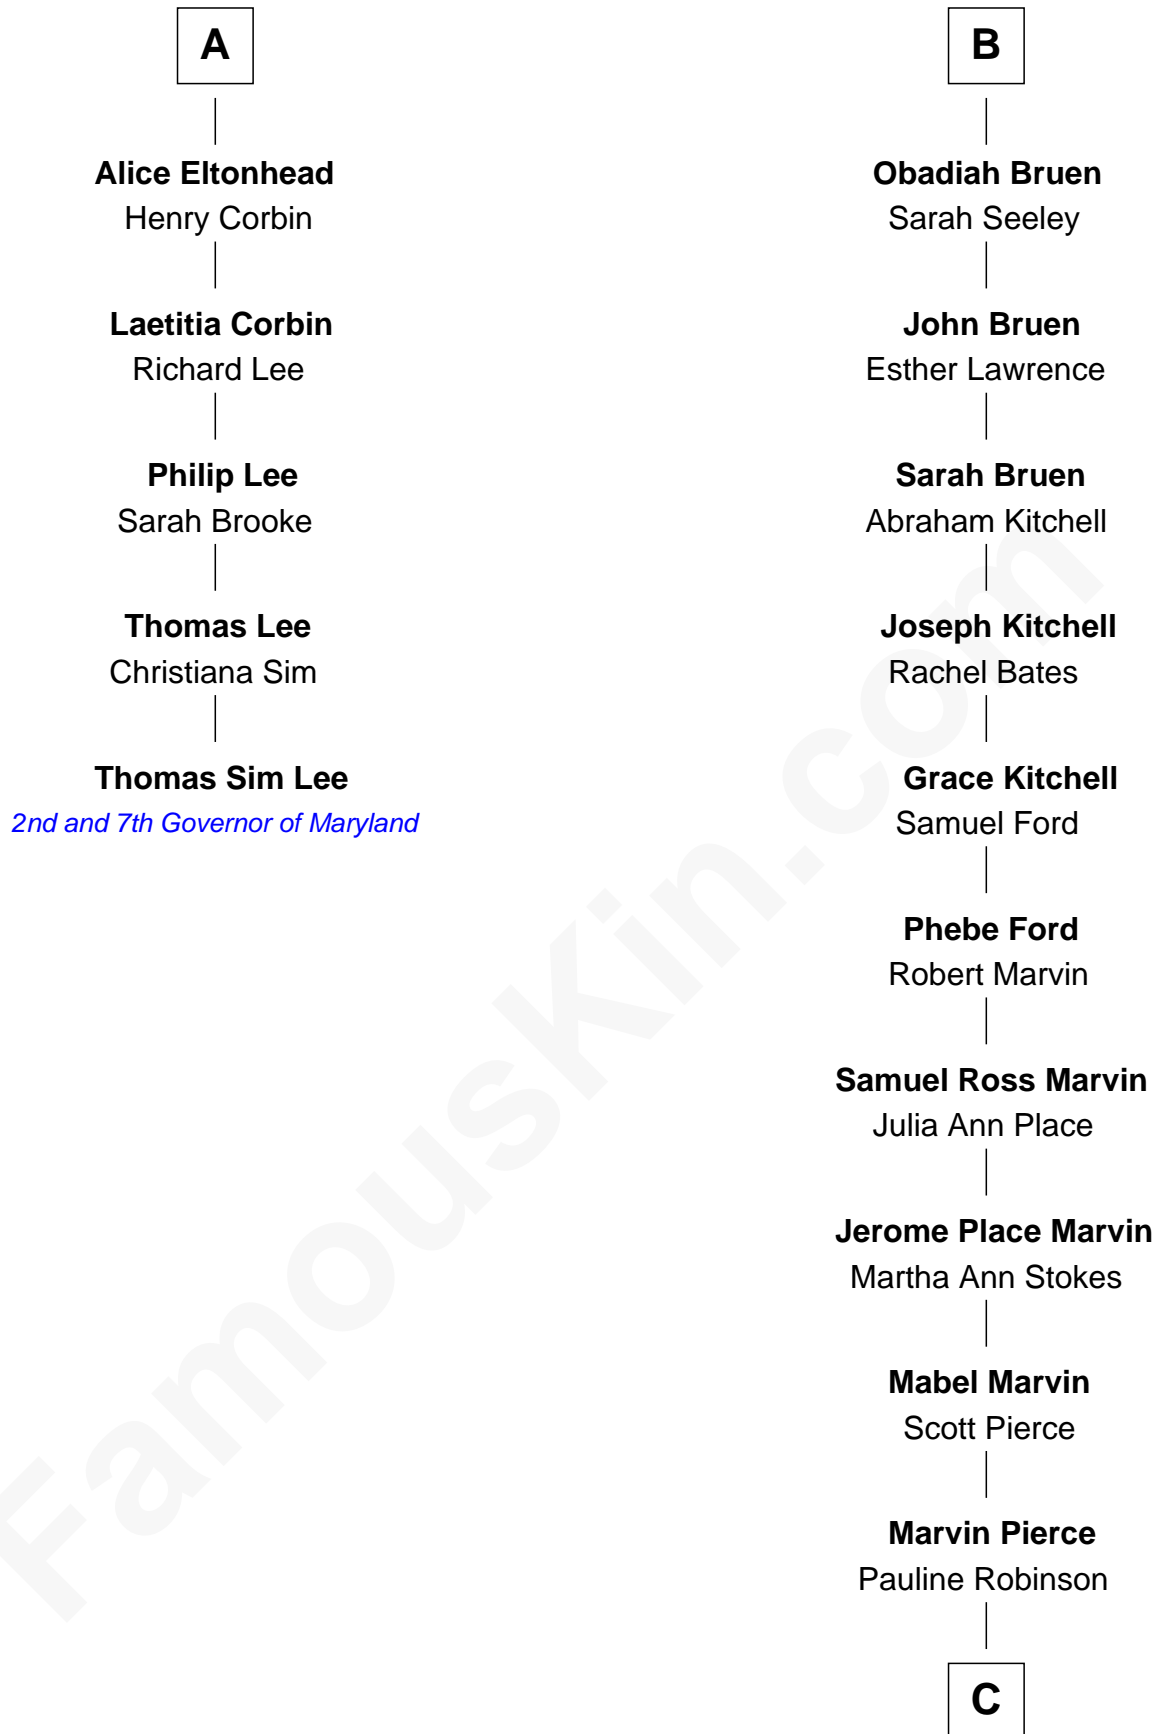 A
Alice Eltonhead
Henry Corbin
Laetitia Corbin
Richard Lee
Philip Lee
Sarah Brooke
Thomas Lee
Christiana Sim
Thomas Sim Lee
2nd and 7th Governor of Maryland
B
Obadiah Bruen
Sarah Seeley
John Bruen
Esther Lawrence
Sarah Bruen
Abraham Kitchell
Joseph Kitchell
Rachel Bates
Grace Kitchell
Samuel Ford
Phebe Ford
Robert Marvin
Samuel Ross Marvin
Julia Ann Place
Jerome Place Marvin
Martha Ann Stokes
Mabel Marvin
Scott Pierce
Marvin Pierce
Pauline Robinson
C
FamousKin.com